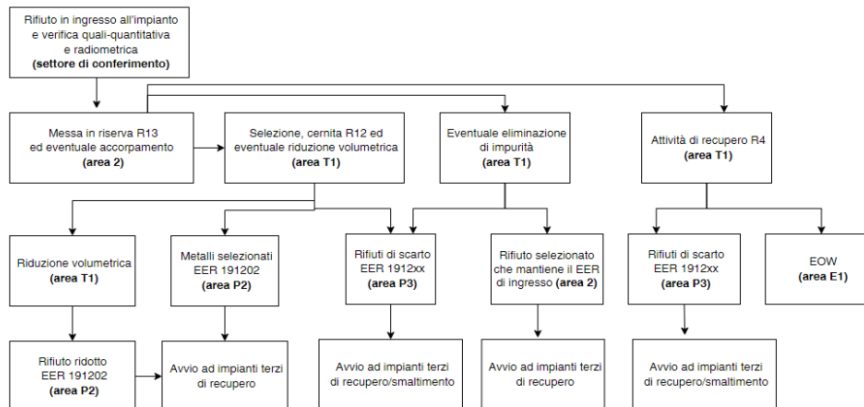 Rifiuto in ingresso all'impianto
e verifica quali-quantitativa
e radiometrica
(settore di conferimento)
Messa in riserva R13
ed eventuale accorpamento
(area 2)
Selezione, cernita R12 ed
eventuale riduzione volumetrica
(area T1)
Eventuale eliminazione
di impurità
(area T1)
Attività di recupero R4
(area T1)
Riduzione volumetrica
(area T1)
Metalli selezionati
EER 191202
(area P2)
Rifiuti di scarto
EER 1912xx
(area P3)
Rifiuto selezionato
che mantiene il EER
di ingresso (area 2)
Rifiuti di scarto
EER 1912xx
(area P3)
EOW
(area E1)
Rifiuto ridotto
EER 191202
(area P2)
Avvio ad impianti terzi
di recupero
Avvio ad impianti terzi
di recupero/smaltimento
Avvio ad impianti terzi
di recupero
Avvio ad impianti terzi
di recupero/smaltimento